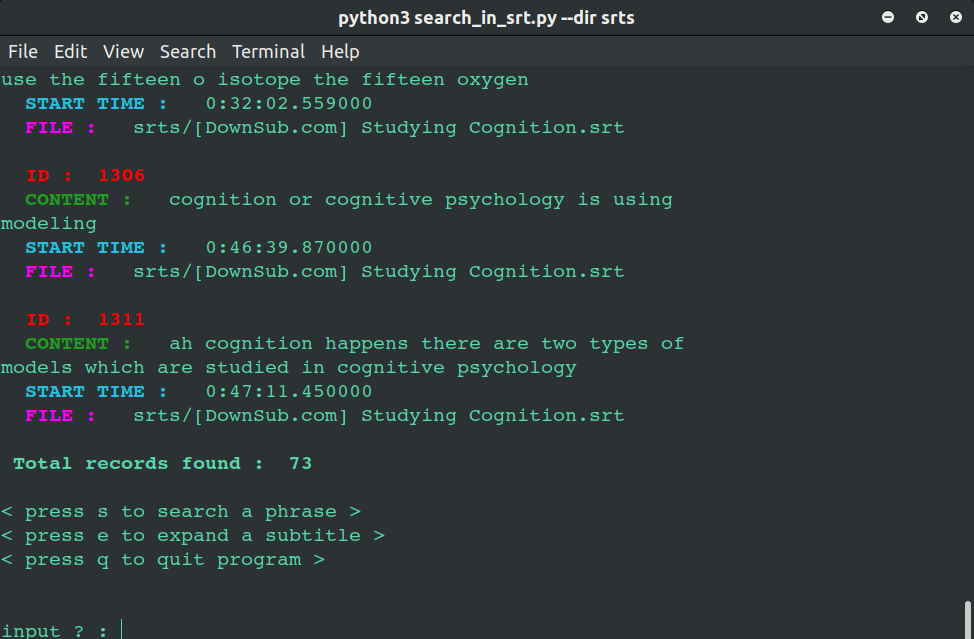 python3 search_in_srt.py --dir srts
File Edit View Search Terminal Help
use the fifteen o isotope the fifteen oxygen
START TIME : 0:32:02.559000
FILE : srts/[DownSub.com] Studying Cognition.srt
ID : 1306
CONTENT : cognition or cognitive psychology is using
modeling
START TIME : 0:46:39.870000
FILE : srts/[DownSub.com] Studying Cognition.srt
ID : 1311
CONTENT : ah cognition happens there are two types of
models which are studied in cognitive psychology
START TIME : 0:47:11.450000
FILE : srts/[DownSub.com] Studying Cognition.srt
Total records found : 73
< press s to search a phrase >
< press e to expand a subtitle >
< press q to quit program >
input ? :